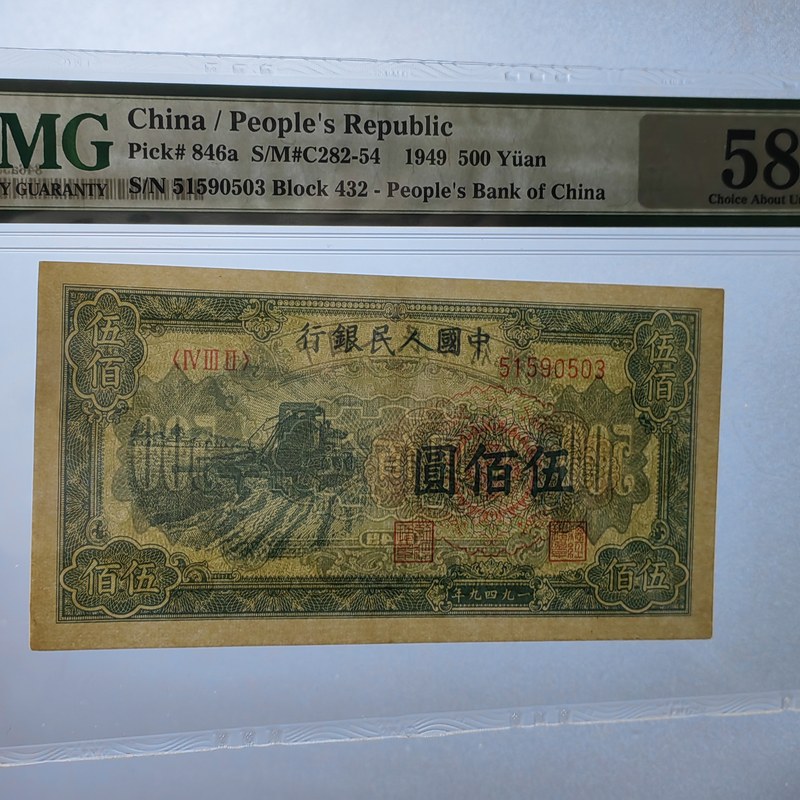 MG
Y GUARANTY
China / People's Republic
Pick# 846a S/M#C282-54 1949 500 Yüan
S/N 51590503 Block 432 - People's Bank of China
58
Choice About U
行銀民人國中
〈IV III II〉
51590503
伍佰
伍佰
500
500
圓佰伍
佰伍
佰伍
年九四九一